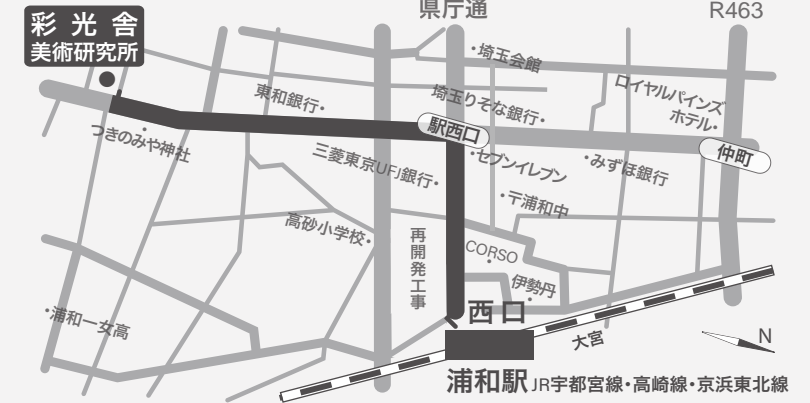 県庁通
R463
彩光舎
美術研究所
・埼玉会館
東和銀行・
埼玉りそな銀行・
ロイヤルパインズ
ホテル・
駅西口
仲町
つきのみや神社
三菱東京UFJ銀行・
・セブンイレブン
・みずほ銀行
・〒浦和中
高砂小学校・
再開発工事
CORSO
伊勢丹
・浦和一女高
西口
大宮
N
浦和駅 JR宇都宮線・高崎線・京浜東北線